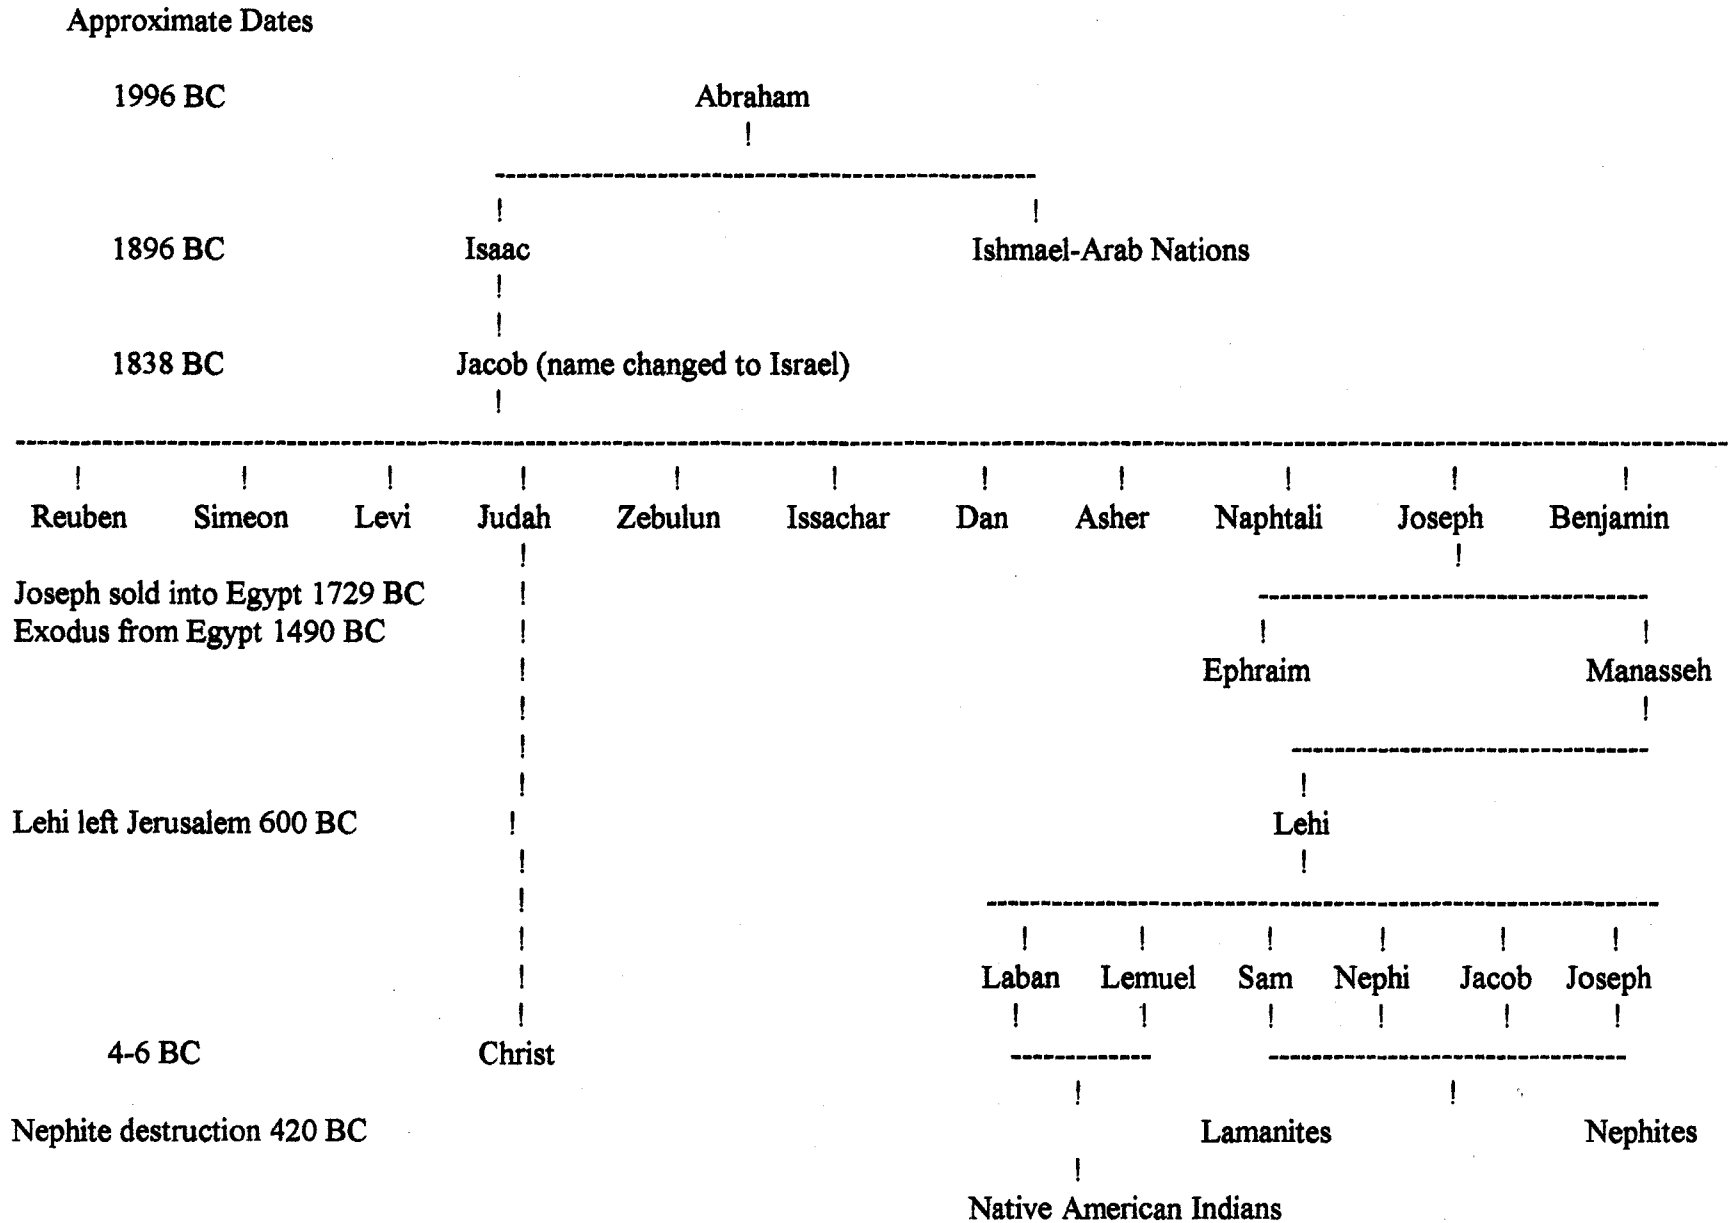 Approximate Dates
1996 BC Abraham
1896 BC Isaac Ishmael-Arab Nations
1838 BC Jacob (name changed to Israel)
Reuben Simeon Levi Judah Zebulun Issachar Dan Asher Naphtali Joseph Benjamin
Joseph sold into Egypt 1729 BC
Exodus from Egypt 1490 BC
Ephraim Manasseh
Lehi left Jerusalem 600 BC Lehi
Laban Lemuel Sam Nephi Jacob Joseph
4-6 BC Christ
Nephite destruction 420 BC Lamanites Nephites
Native American Indians